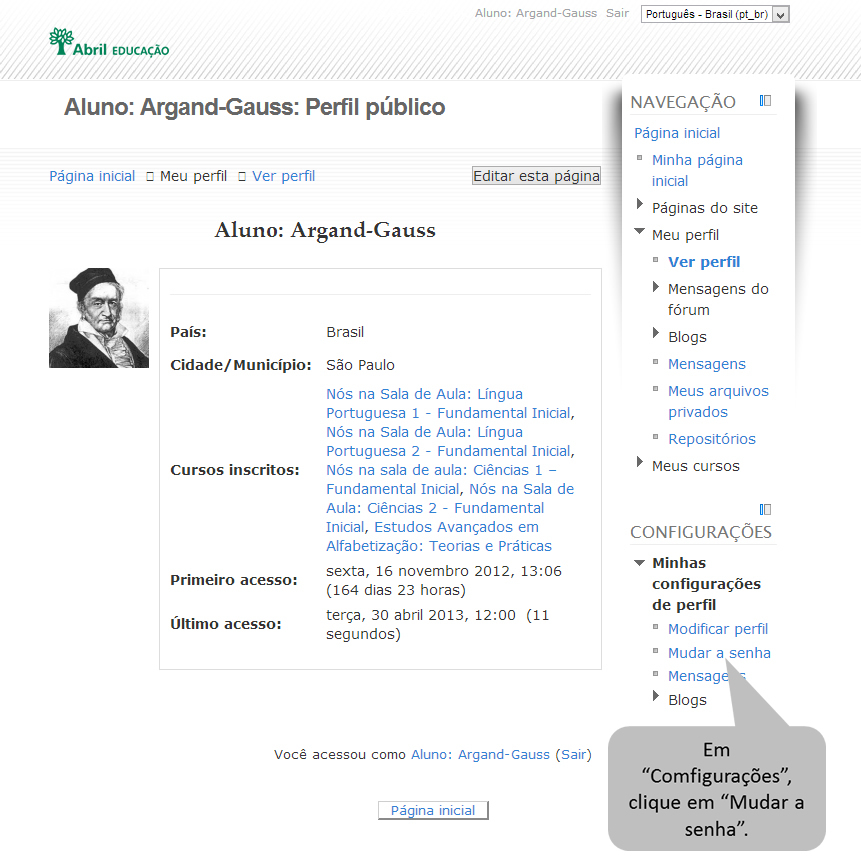 Aluno: Argand-Gauss Sair Português - Brasil (pt_br)
Abril EDUCAÇÃO
Aluno: Argand-Gauss: Perfil público
Página inicial Meu perfil Ver perfil
Editar esta página
Aluno: Argand-Gauss
País: Brasil
Cidade/Município: São Paulo
Cursos inscritos:
Nós na Sala de Aula: Língua
Portuguesa 1 - Fundamental Inicial,
Nós na Sala de Aula: Língua
Portuguesa 2 - Fundamental Inicial,
Nós na sala de aula: Ciências 1 –
Fundamental Inicial, Nós na Sala de
Aula: Ciências 2 - Fundamental
Inicial, Estudos Avançados em
Alfabetização: Teorias e Práticas
Primeiro acesso:
sexta, 16 novembro 2012, 13:06
(164 dias 23 horas)
Último acesso:
terça, 30 abril 2013, 12:00 (11
segundos)
Você acessou como Aluno: Argand-Gauss (Sair)
Página inicial
NAVEGAÇÃO
Página inicial
Minha página
inicial
Páginas do site
Meu perfil
Ver perfil
Mensagens do
fórum
Blogs
Mensagens
Meus arquivos
privados
Repositórios
Meus cursos
CONFIGURAÇÕES
Minhas
configurações
de perfil
Modificar perfil
Mudar a senha
Mensagens
Blogs
Em
“Comfigurações”,
clique em “Mudar a
senha”.